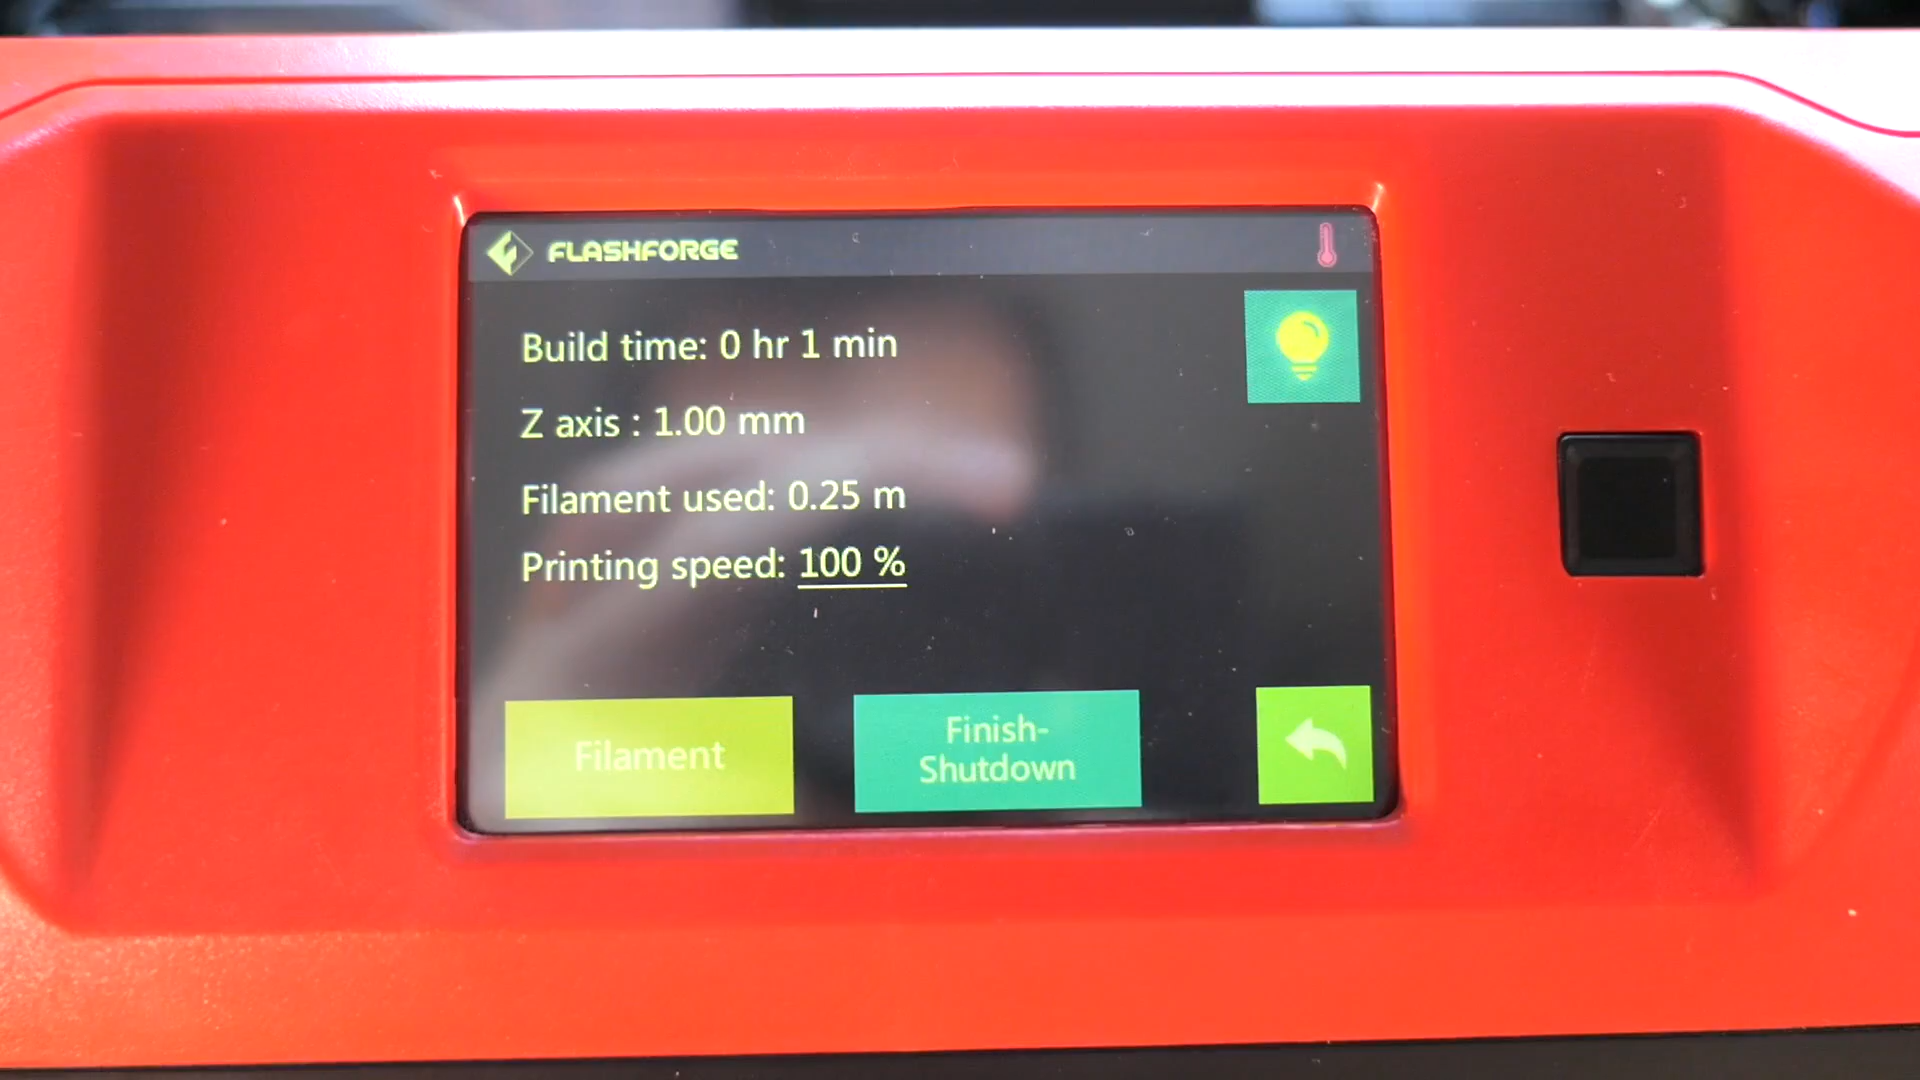 FLASHFORGE
Build time: 0 hr 1 min
Z axis : 1.00 mm
Filament used: 0.25 m
Printing speed: 100 %
Filament
Finish-
Shutdown